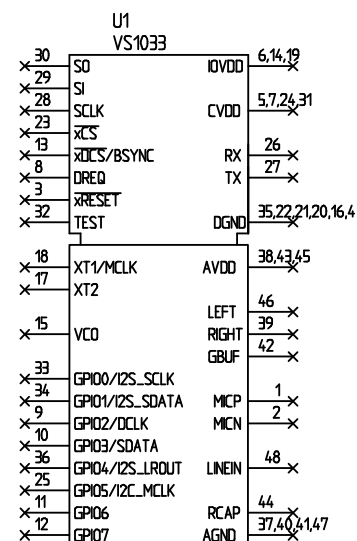 U1
VS1033
30 SO IOVDD 6,14,19
29 SI
28 SCLK CVDD 5,7,24,31
23 xCS
13 xDCS/BSYNC RX 26
8 DREQ TX 27
3 xRESET
32 TEST DGND 35,22,21,20,16,4
18 XT1/MCLK AVDD 38,43,45
17 XT2
LEFT 46
15 VCO RIGHT 39
GBUF 42
33 GPIO0/I2S_SCLK
34 GPIO1/I2S_SDATA MICP 1
9 GPIO2/DCLK MICN 2
10 GPIO3/SDATA
36 GPIO4/I2S_LROUT LINEIN 48
25 GPIO5/I2C_MCLK
11 GPIO6 RCAP 44
12 GPIO7 AGND 37,40,41,47